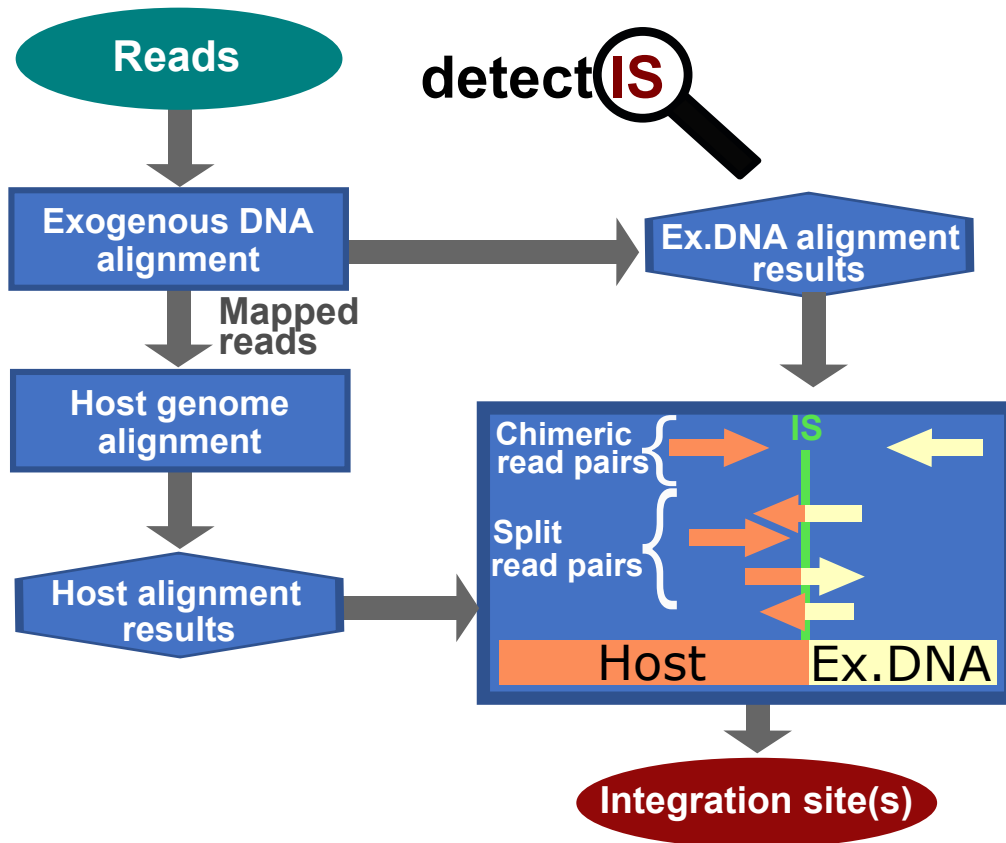 Reads
detectIS
Exogenous DNA
alignment
Ex.DNA alignment
results
Mapped
reads
Host genome
alignment
Chimeric
read pairs
IS
Split
read pairs
Host alignment
results
Host
Ex.DNA
Integration site(s)